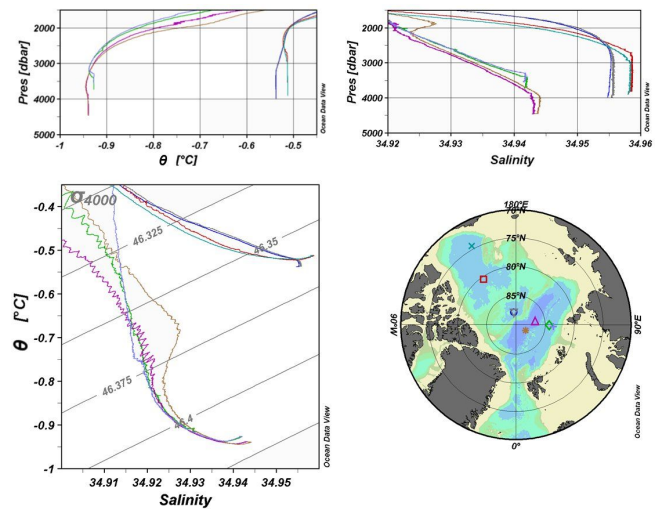 2000
3000
4000
5000
Pres [dbar]
-1
-0.9
-0.8
-0.7
-0.6
-0.5
θ [°C]
Ocean Data View
2000
3000
4000
5000
Pres [dbar]
34.92
34.93
34.94
34.95
34.96
Salinity
Ocean Data View
σ4000
46.325
46.35
46.375
46.4
-0.4
-0.5
-0.6
-0.7
-0.8
-0.9
-1
θ [°C]
34.91
34.92
34.93
34.94
34.95
Salinity
Ocean Data View
180°E
70°N
75°N
80°N
85°N
90°W
90°E
0°
Ocean Data View